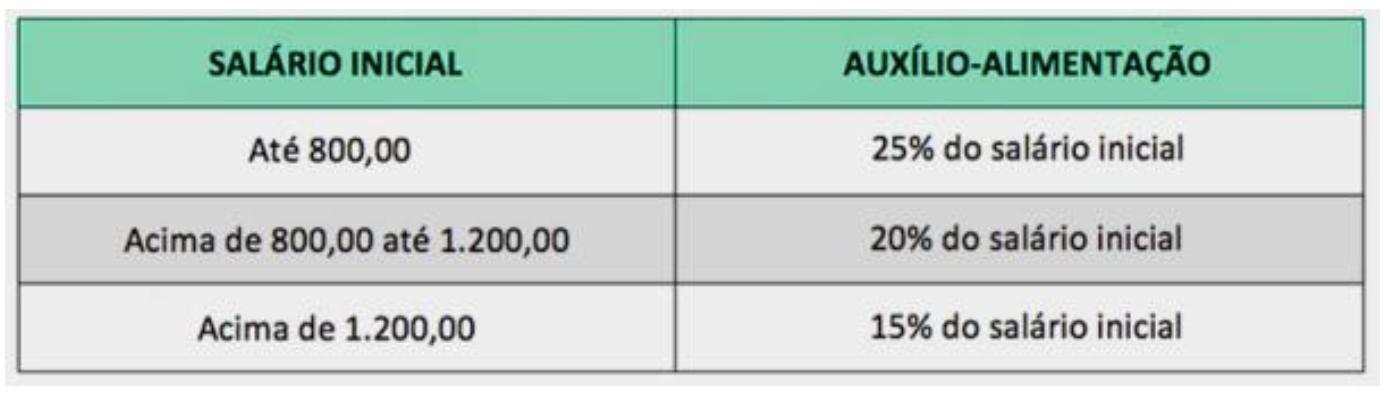 SALÁRIO INICIAL AUXÍLIO-ALIMENTAÇÃO
Até 800,00 25% do salário inicial
Acima de 800,00 até 1.200,00 20% do salário inicial
Acima de 1.200,00 15% do salário inicial